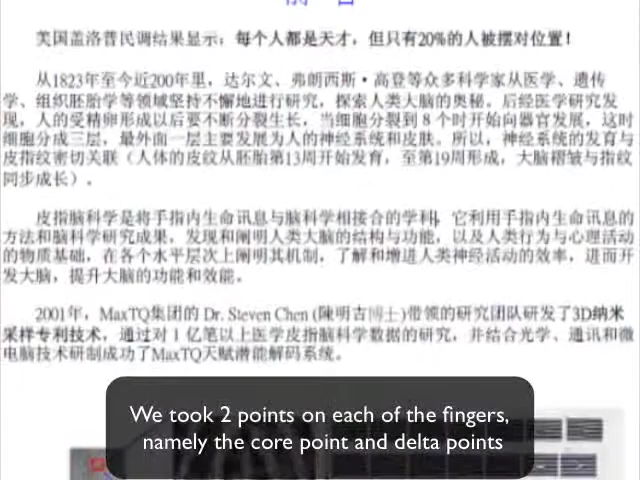 前 言
美国盖洛普民调结果显示：每个人都是天才，但只有20%的人被摆对位置！
从1823年至今近200年里，达尔文、弗朗西斯·高登等众多科学家从医学、遗传
学、组织胚胎学等领域坚持不懈地进行研究，探索人类大脑的奥秘。后经医学研究发
现，人的受精卵形成以后要不断分裂生长，当细胞分裂到 8 个时开始向器官发展，这时
细胞分成三层，最外面一层主要发展为人的神经系统和皮肤。所以，神经系统的发育与
皮指纹密切关联（人体的皮纹从胚胎第13周开始发育，至第19周形成，大脑褶皱与指纹
同步成长）。
皮指脑科学是将手指内生命讯息与脑科学相接合的学科，它利用手指内生命讯息的
方法和脑科学研究成果，发现和阐明人类大脑的结构与功能，以及人类行为与心理活动
的物质基础，在各个水平层次上阐明其机制，了解和增进人类神经活动的效率，进而开
发大脑，提升大脑的功能和效能。
2001年，MaxTQ集团的 Dr. Steven Chen (陳明吉博士)带领的研究团队研发了3D纳米
采样专利技术，通过对 1 亿笔以上医学皮指脑科学数据的研究，并结合光学、通讯和微
电脑技术研制成功了MaxTQ天赋潜能解码系统。
We took 2 points on each of the fingers,
namely the core point and delta points